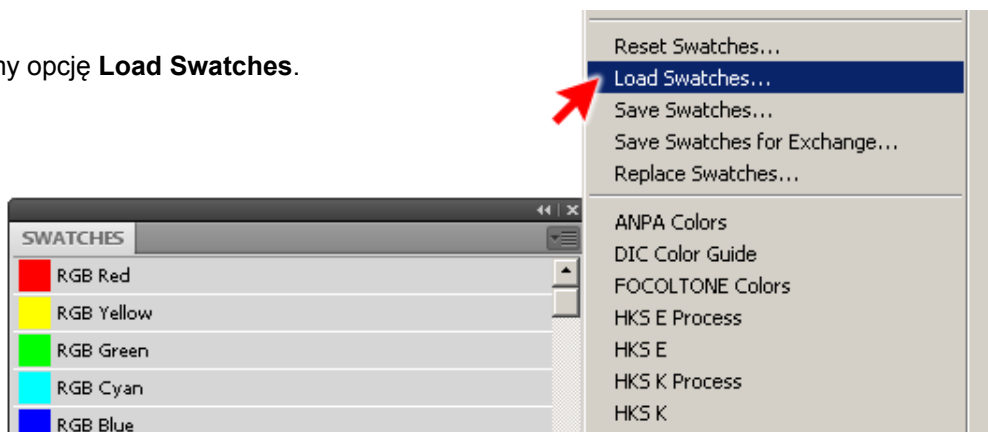 ny opcję Load Swatches.
Reset Swatches...
Load Swatches...
Save Swatches...
Save Swatches for Exchange...
Replace Swatches...
ANPA Colors
DIC Color Guide
FOCOLTONE Colors
HKS E Process
HKS E
HKS K Process
HKS K
SWATCHES
RGB Red
RGB Yellow
RGB Green
RGB Cyan
RGB Blue